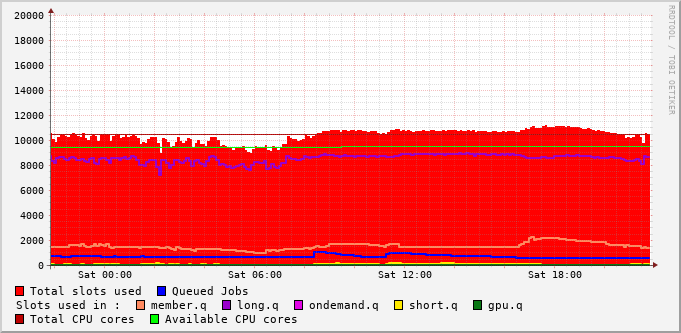 RRDTOOL / TOBI OETIKER
20000
18000
16000
14000
12000
10000
8000
6000
4000
2000
0
Sat 00:00 Sat 06:00 Sat 12:00 Sat 18:00
Total slots used Queued Jobs
Slots used in : member.q long.q ondemand.q short.q gpu.q
Total CPU cores Available CPU cores